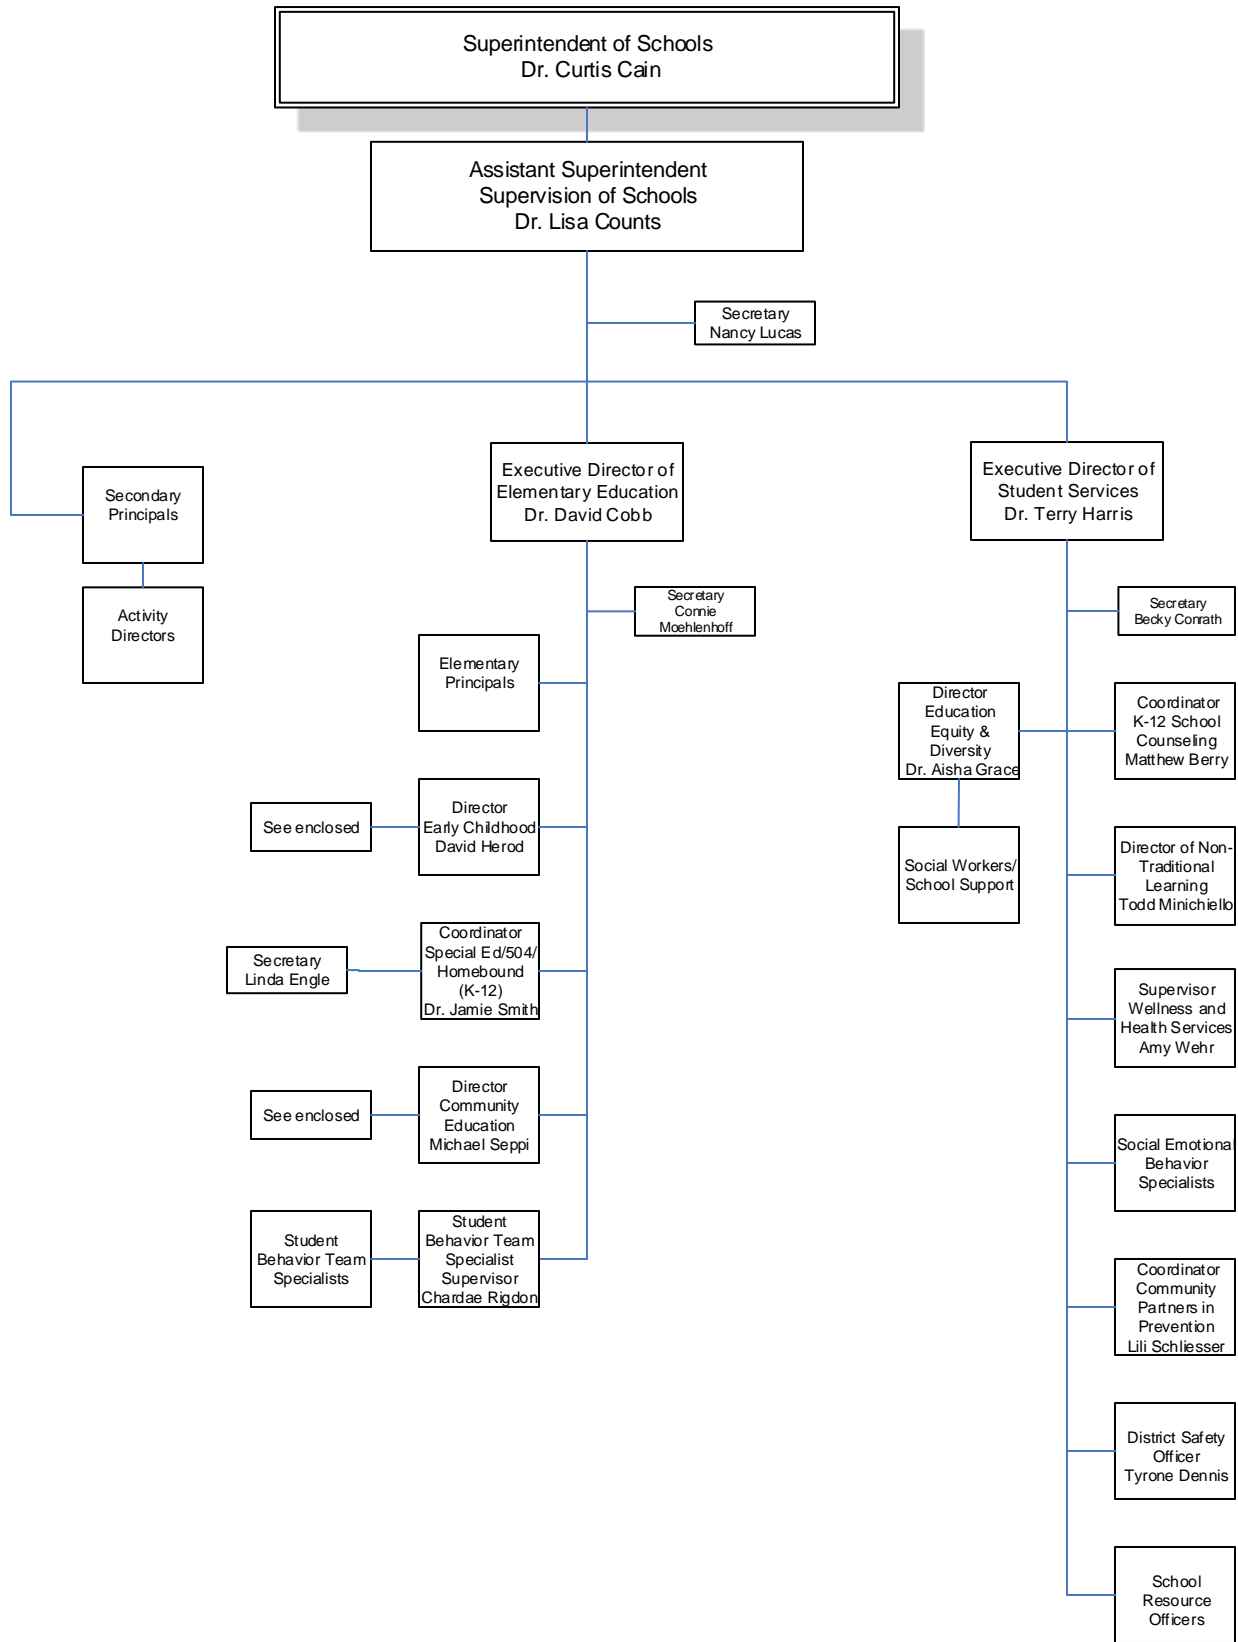 Superintendent of Schools
Dr. Curtis Cain
Assistant Superintendent
Supervision of Schools
Dr. Lisa Counts
Secretary
Nancy Lucas
Secondary
Principals
Activity
Directors
Executive Director of
Elementary Education
Dr. David Cobb
Secretary
Connie
Moehlenhoff
Elementary
Principals
See enclosed
Director
Early Childhood
David Herod
Secretary
Linda Engle
Coordinator
Special Ed/504/
Homebound
(K-12)
Dr. Jamie Smith
See enclosed
Director
Community
Education
Michael Seppi
Student
Behavior Team
Specialists
Student
Behavior Team
Specialist
Supervisor
Chardae Rigdon
Executive Director of
Student Services
Dr. Terry Harris
Secretary
Becky Conrath
Director
Education
Equity &
Diversity
Dr. Aisha Grace
Social Workers/
School Support
Coordinator
K-12 School
Counseling
Matthew Berry
Director of Non-
Traditional
Learning
Todd Minichiello
Supervisor
Wellness and
Health Services
Amy Wehr
Social Emotional
Behavior
Specialists
Coordinator
Community
Partners in
Prevention
Lili Schliesser
District Safety
Officer
Tyrone Dennis
School
Resource
Officers